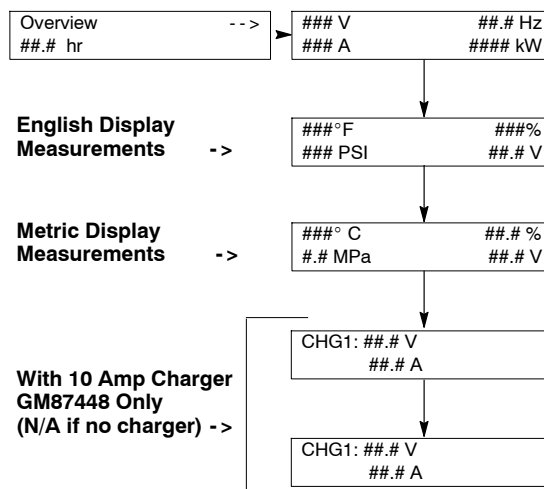 Overview -->
##.# hr
### V ##.# Hz
### A #### kW
English Display
Measurements ->
###°F ###%
### PSI ##.# V
Metric Display
Measurements ->
###° C ##.# %
#.# MPa ##.# V
CHG1: ##.# V
##.# A
With 10 Amp Charger
GM87448 Only
(N/A if no charger) ->
CHG1: ##.# V
##.# A